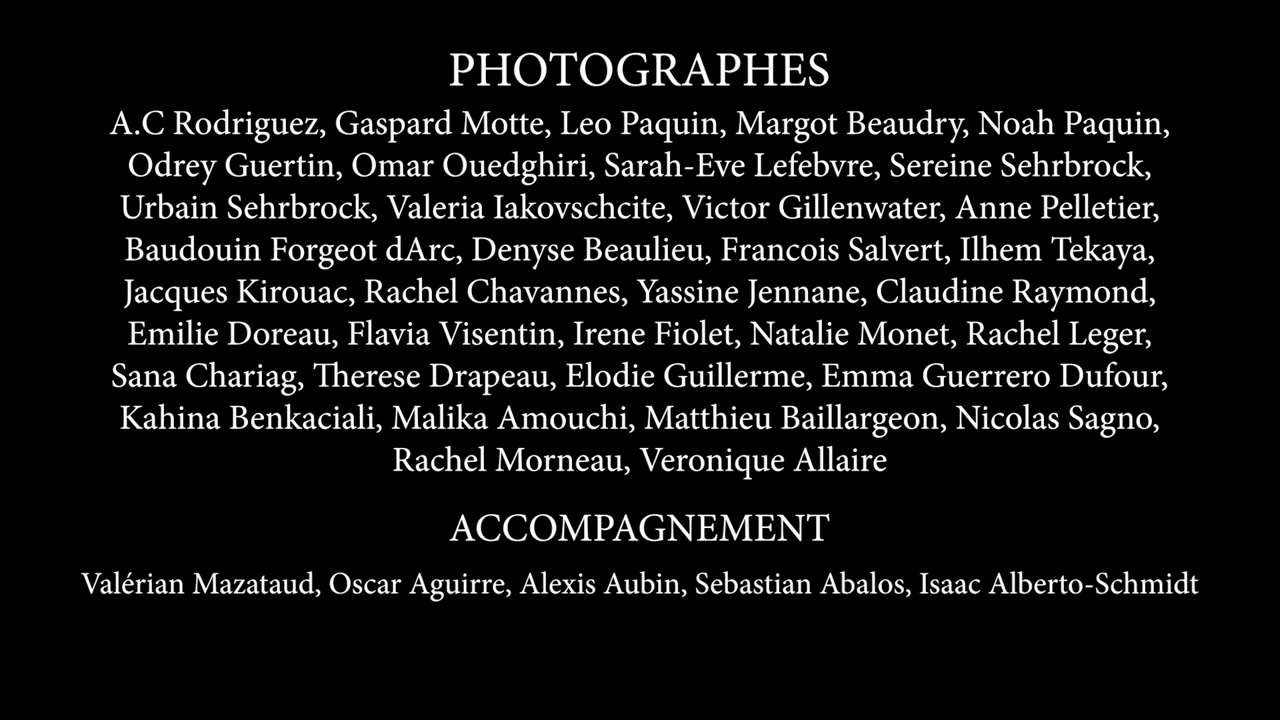 PHOTOGRAPHES
A.C Rodriguez, Gaspard Motte, Leo Paquin, Margot Beaudry, Noah Paquin,
Odrey Guertin, Omar Ouedghiri, Sarah-Eve Lefebvre, Sereine Sehrbrock,
Urbain Sehrbrock, Valeria Iakovschcite, Victor Gillenwater, Anne Pelletier,
Baudouin Forgeot dArc, Denyse Beaulieu, Francois Salvert, Ilhem Tekaya,
Jacques Kirouac, Rachel Chavannes, Yassine Jennane, Claudine Raymond,
Emilie Doreau, Flavia Visentin, Irene Fiolet, Natalie Monet, Rachel Leger,
Sana Chariag, Therese Drapeau, Elodie Guillerme, Emma Guerrero Dufour,
Kahina Benkaciali, Malika Amouchi, Matthieu Baillargeon, Nicolas Sagno,
Rachel Morneau, Veronique Allaire
ACCOMPAGNEMENT
Valérian Mazataud, Oscar Aguirre, Alexis Aubin, Sebastian Abalos, Isaac Alberto-Schmidt